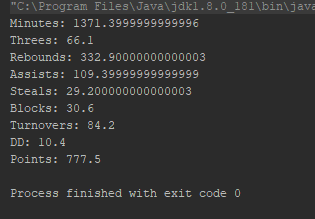 "C:\Program Files\Java\jdk1.8.0_181\bin\java
Minutes: 1371.3999999999996
Threes: 66.1
Rebounds: 332.90000000000003
Assists: 109.39999999999999
Steals: 29.200000000000003
Blocks: 30.6
Turnovers: 84.2
DD: 10.4
Points: 777.5
Process finished with exit code 0